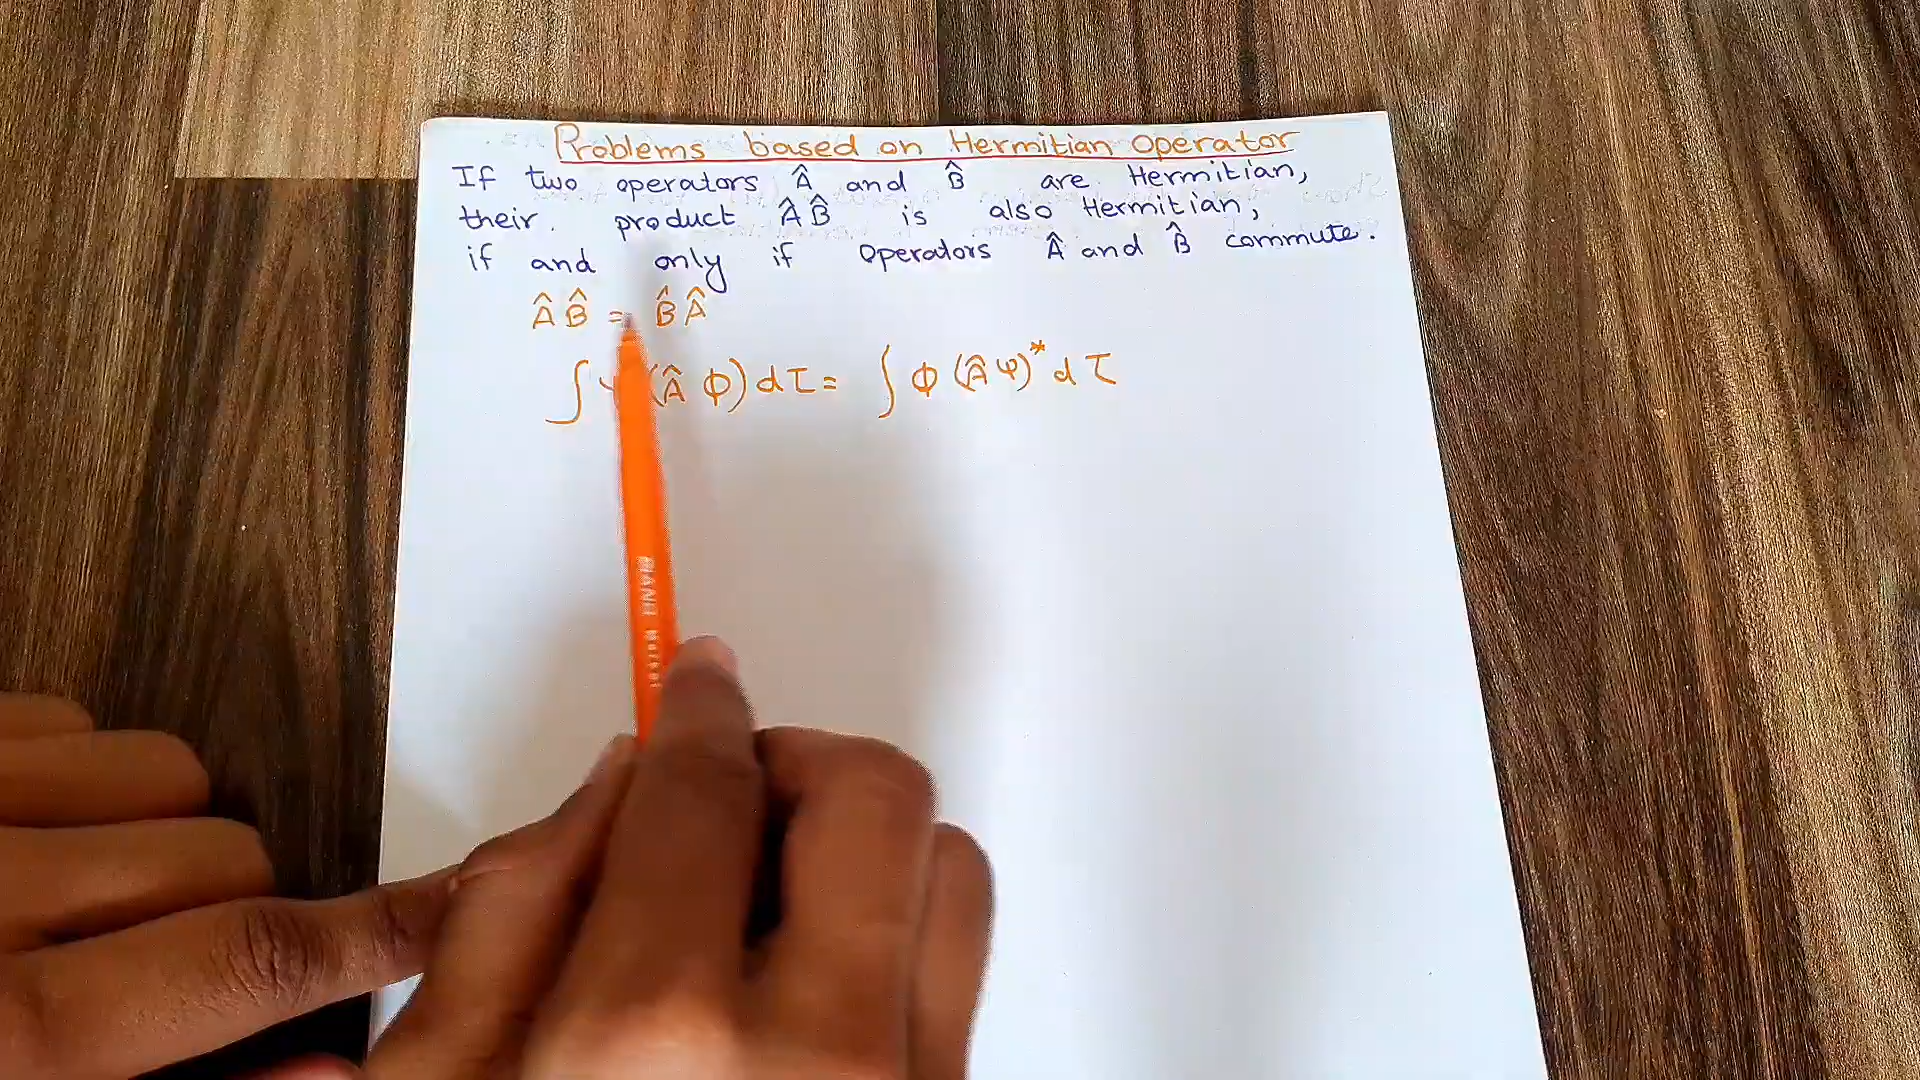 Problems based on Hermitian Operator
If two operators Â and B̂ are Hermitian,
their product ÂB̂ is also Hermitian,
if and only if Operators Â and B̂ commute.
ÂB̂ = B̂Â
∫ (Â Φ) dτ = ∫ Φ (Â Ψ)* dτ